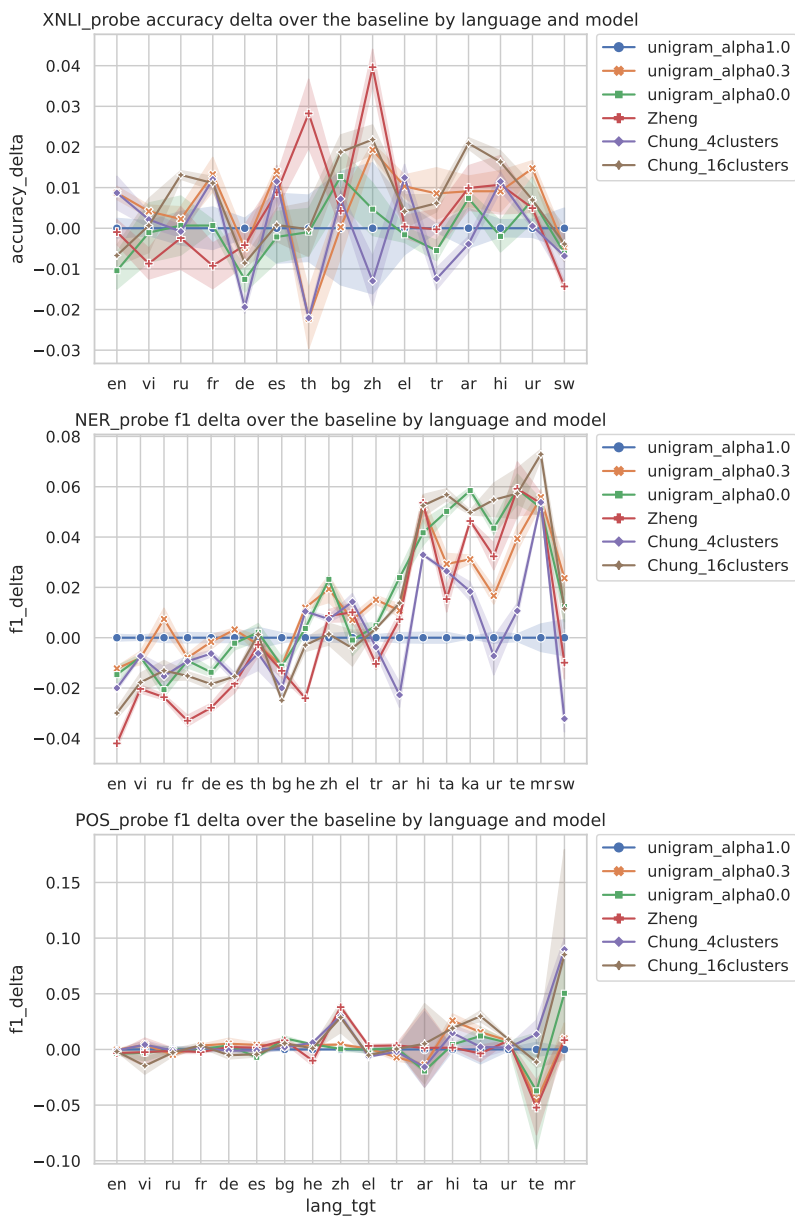 XNLI_probe accuracy delta over the baseline by language and model
accuracy_delta
0.04
0.03
0.02
0.01
0.00
−0.01
−0.02
−0.03
en vi ru fr de es th bg zh el tr ar hi ur sw
unigram_alpha1.0
unigram_alpha0.3
unigram_alpha0.0
Zheng
Chung_4clusters
Chung_16clusters
NER_probe f1 delta over the baseline by language and model
f1_delta
0.08
0.06
0.04
0.02
0.00
−0.02
−0.04
en vi ru fr de es th bg he zh el tr ar hi ta ka ur te mr sw
unigram_alpha1.0
unigram_alpha0.3
unigram_alpha0.0
Zheng
Chung_4clusters
Chung_16clusters
POS_probe f1 delta over the baseline by language and model
f1_delta
0.15
0.10
0.05
0.00
−0.05
−0.10
en vi ru fr de es bg he zh el tr ar hi ta ur te mr
lang_tgt
unigram_alpha1.0
unigram_alpha0.3
unigram_alpha0.0
Zheng
Chung_4clusters
Chung_16clusters